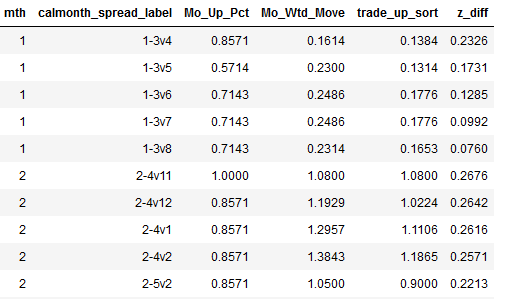 mth calmonth_spread_label Mo_Up_Pct Mo_Wtd_Move trade_up_sort z_diff
1 1-3v4 0.8571 0.1614 0.1384 0.2326
1 1-3v5 0.5714 0.2300 0.1314 0.1731
1 1-3v6 0.7143 0.2486 0.1776 0.1285
1 1-3v7 0.7143 0.2486 0.1776 0.0992
1 1-3v8 0.7143 0.2314 0.1653 0.0760
2 2-4v11 1.0000 1.0800 1.0800 0.2676
2 2-4v12 0.8571 1.1929 1.0224 0.2642
2 2-4v1 0.8571 1.2957 1.1106 0.2616
2 2-4v2 0.8571 1.3843 1.1865 0.2571
2 2-5v2 0.8571 1.0500 0.9000 0.2213